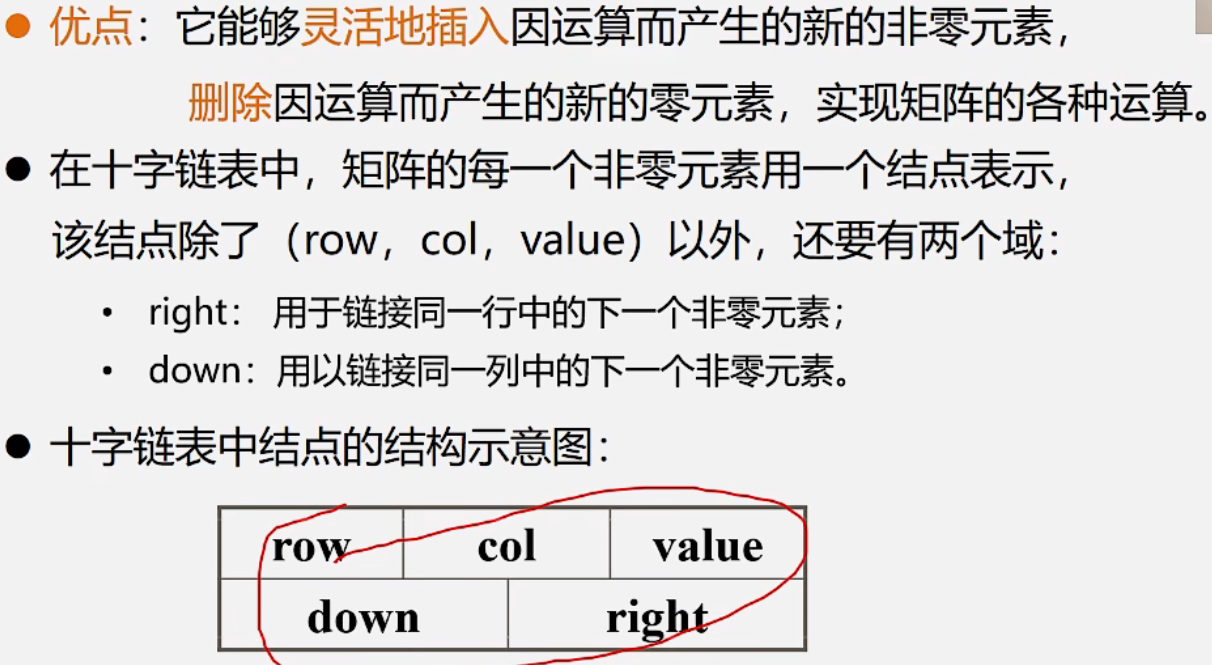 ● 优点：它能够灵活地插入因运算而产生的新的非零元素，
删除因运算而产生的新的零元素，实现矩阵的各种运算。
● 在十字链表中，矩阵的每一个非零元素用一个结点表示，
该结点除了（row，col，value）以外，还要有两个域：
• right： 用于链接同一行中的下一个非零元素；
• down：用以链接同一列中的下一个非零元素。
● 十字链表中结点的结构示意图：
row col value
down right